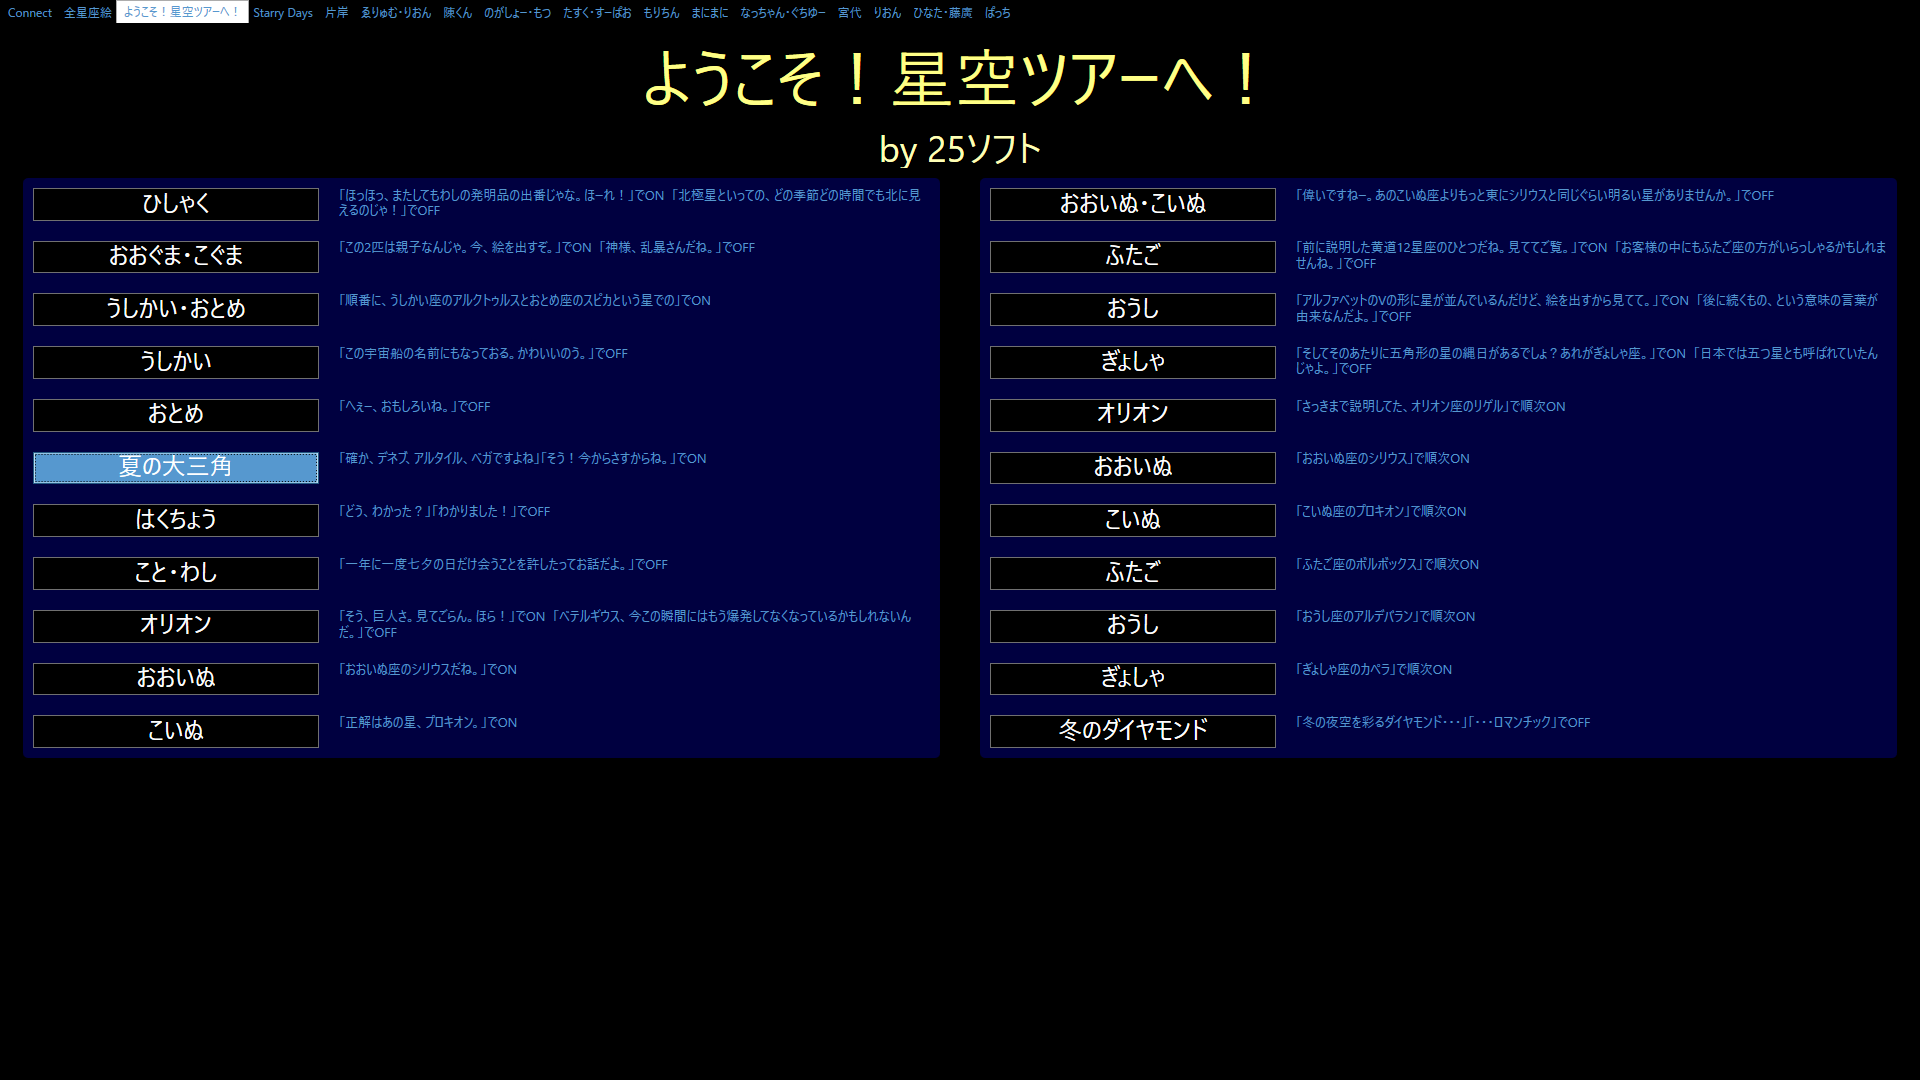 Connect 全星座絵 ようこそ！星空ツアーへ！ Starry Days 片岸 ゑりゅむ・りおん 陳くん のがしょー・もつ たすく・すーぱお もりちん まにまに なっちゃん・ぐちゆー 宮代 りおん ひなた・藤廣 ぱっち
ようこそ！星空ツアーへ！
by 25ソフト
ひしゃく
「ほっほっ、またしてもわしの発明品の出番じゃな。ほーれ！」でON 「北極星といっての、どの季節どの時間でも北に見
えるのじゃ！」でOFF
おおぐま・こぐま
「この2匹は親子なんじゃ。今、絵を出すぞ。」でON 「神様、乱暴さんだね。」でOFF
うしかい・おとめ
「順番に、うしかい座のアルクトゥルスとおとめ座のスピカという星での」でON
うしかい
「この宇宙船の名前にもなっておる。かわいいのう。」でOFF
おとめ
「へぇー、おもしろいね。」でOFF
夏の大三角
「確か、デネブ、アルタイル、ベガですよね」「そう！今からさすからね。」でON
はくちょう
「どう、わかった？」「わかりました！」でOFF
こと・わし
「一年に一度七夕の日だけ会うことを許したってお話だよ。」でOFF
オリオン
「そう、巨人さ。見てごらん。ほら！」でON 「ベテルギウス、今この瞬間にはもう爆発してなくなっているかもしれないん
だ。」でOFF
おおいぬ
「おおいぬ座のシリウスだね。」でON
こいぬ
「正解はあの星、プロキオン。」でON
おおいぬ・こいぬ
「偉いですねー。あのこいぬ座よりもっと東にシリウスと同じぐらい明るい星がありませんか。」でOFF
ふたご
「前に説明した黄道12星座のひとつだね。見ててご覧。」でON 「お客様の中にもふたご座の方がいらっしゃるかもしれま
せんね。」でOFF
おうし
「アルファベットのVの形に星が並んでいるんだけど、絵を出すから見てて。」でON 「後に続くもの、という意味の言葉が
由来なんだよ。」でOFF
ぎょしゃ
「そしてそのあたりに五角形の星の縄日があるでしょ？あれがぎょしゃ座。」でON 「日本では五つ星とも呼ばれていたん
じゃよ。」でOFF
オリオン
「さっきまで説明してた、オリオン座のリゲル」で順次ON
おおいぬ
「おおいぬ座のシリウス」で順次ON
こいぬ
「こいぬ座のプロキオン」で順次ON
ふたご
「ふたご座のポルボックス」で順次ON
おうし
「おうし座のアルデバラン」で順次ON
ぎょしゃ
「ぎょしゃ座のカペラ」で順次ON
冬のダイヤモンド
「冬の夜空を彩るダイヤモンド・・・」「・・・ロマンチック」でOFF